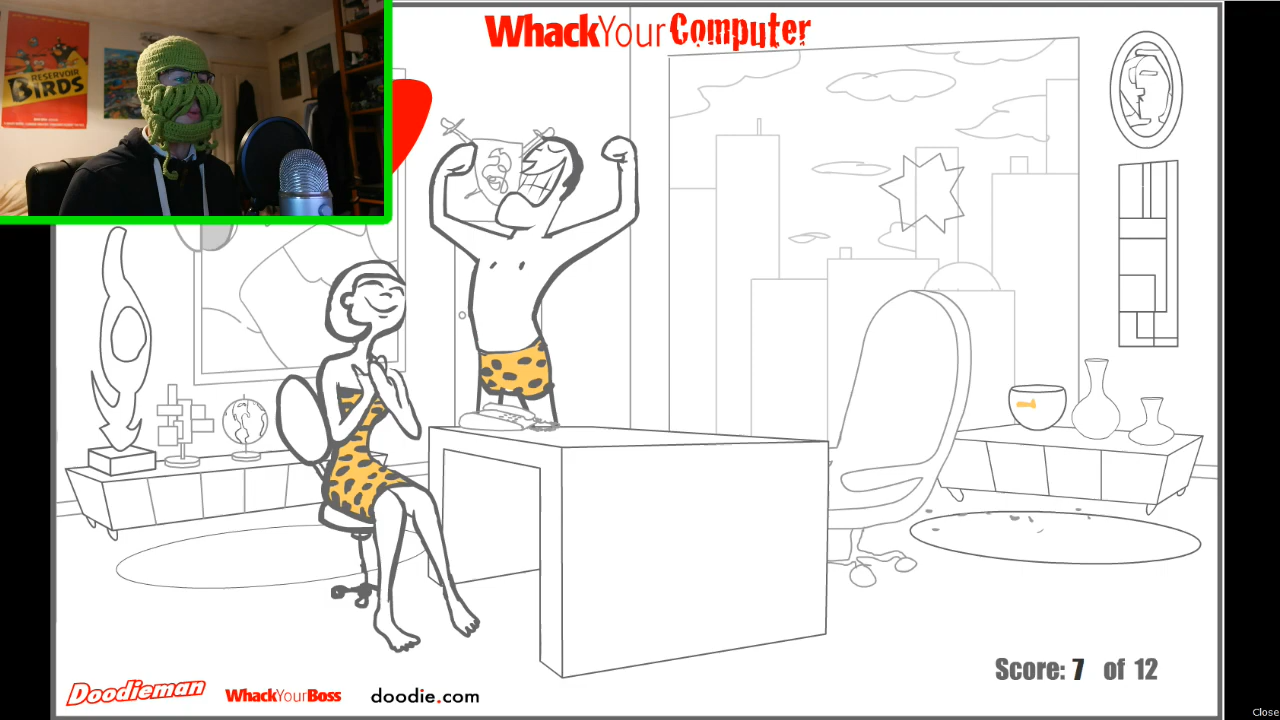 WhackYourComputer
RESERVOIR
BiRDS
Score: 7 of 12
Doodieman
WhackYourBoss
doodie.com
Close